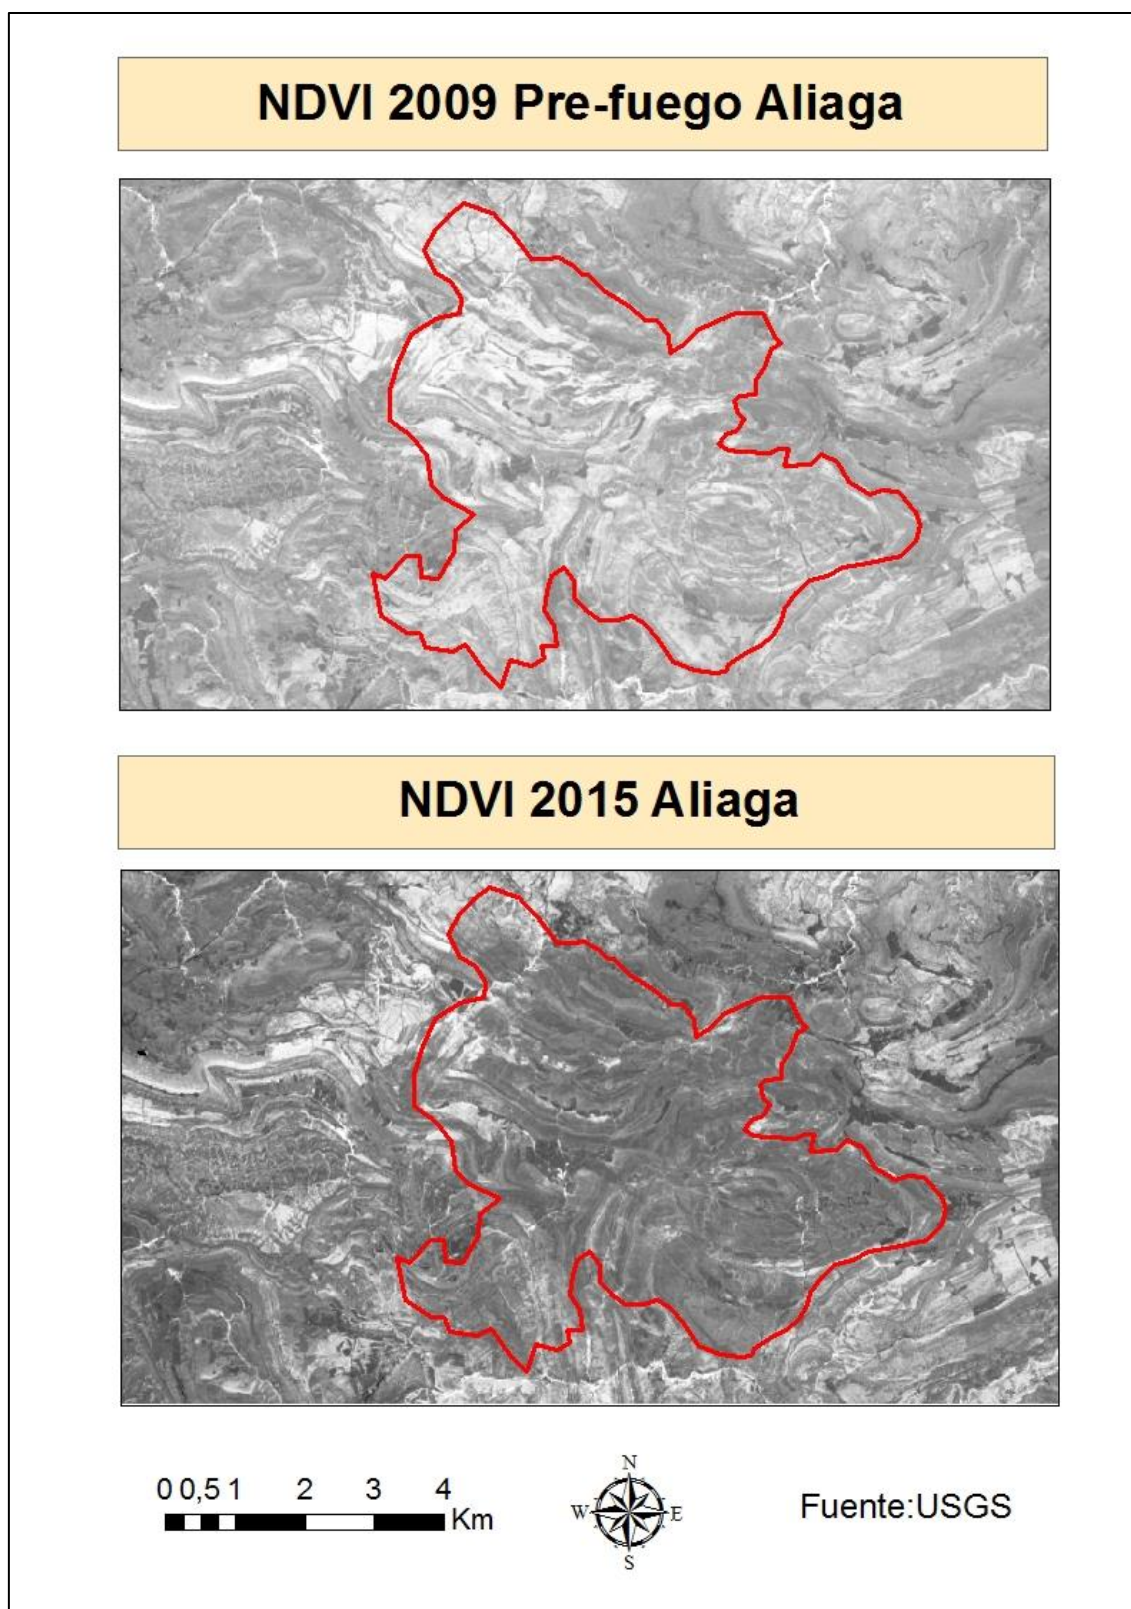 NDVI 2009 Pre-fuego Aliaga
NDVI 2015 Aliaga
0 0,5 1 2 3 4
Km
N
W E
S
Fuente:USGS